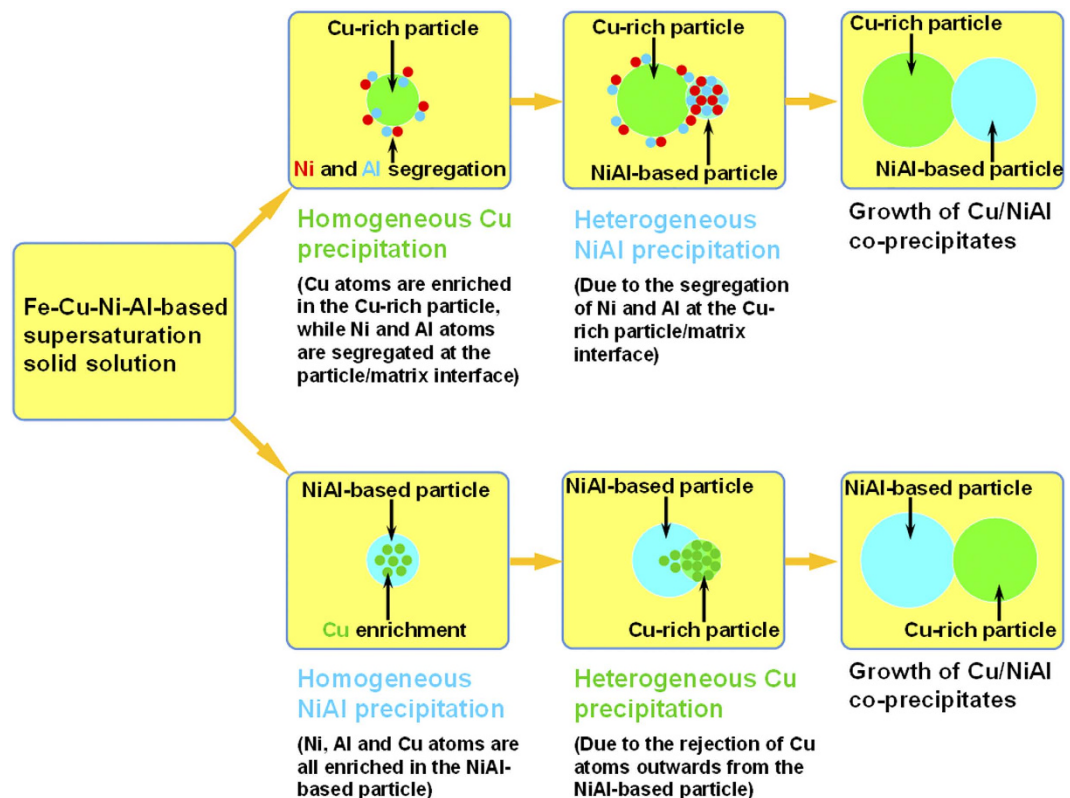 Fe-Cu-Ni-Al-based
supersaturation
solid solution
Cu-rich particle
Ni and Al segregation
Homogeneous Cu
precipitation
(Cu atoms are enriched
in the Cu-rich particle,
while Ni and Al atoms
are segregated at the
particle/matrix interface)
Cu-rich particle
NiAl-based particle
Heterogeneous
NiAl precipitation
(Due to the segregation
of Ni and Al at the Cu-
rich particle/matrix
interface)
Cu-rich particle
NiAl-based particle
Growth of Cu/NiAl
co-precipitates
NiAl-based particle
Cu enrichment
Homogeneous
NiAl precipitation
(Ni, Al and Cu atoms are
all enriched in the NiAl-
based particle)
NiAl-based particle
Cu-rich particle
Heterogeneous Cu
precipitation
(Due to the rejection of Cu
atoms outwards from the
NiAl-based particle)
NiAl-based particle
Cu-rich particle
Growth of Cu/NiAl
co-precipitates